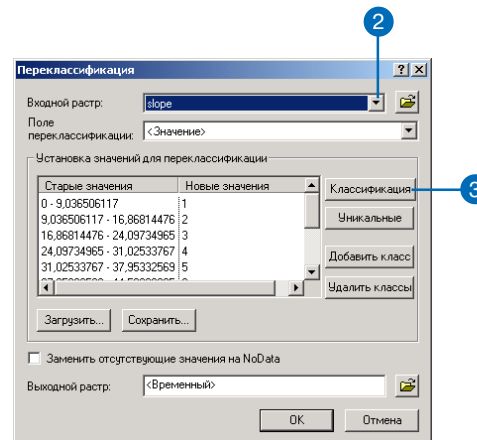 2
Переклассификация
Входной растр: slope
Поле
переклассификации: <Значение>
Установка значений для переклассификации
Старые значения Новые значения
0 - 9,036506117 1
9,036506117 - 16,86814476 2
16,86814476 - 24,09734965 3
24,09734965 - 31,02533767 4
31,02533767 - 37,95332569 5
Классификация
3
Уникальные
Добавить класс
Удалить классы
Загрузить... Сохранить...
Заменить отсутствующие значения на NoData
Выходной растр: <Временный>
OK Отмена